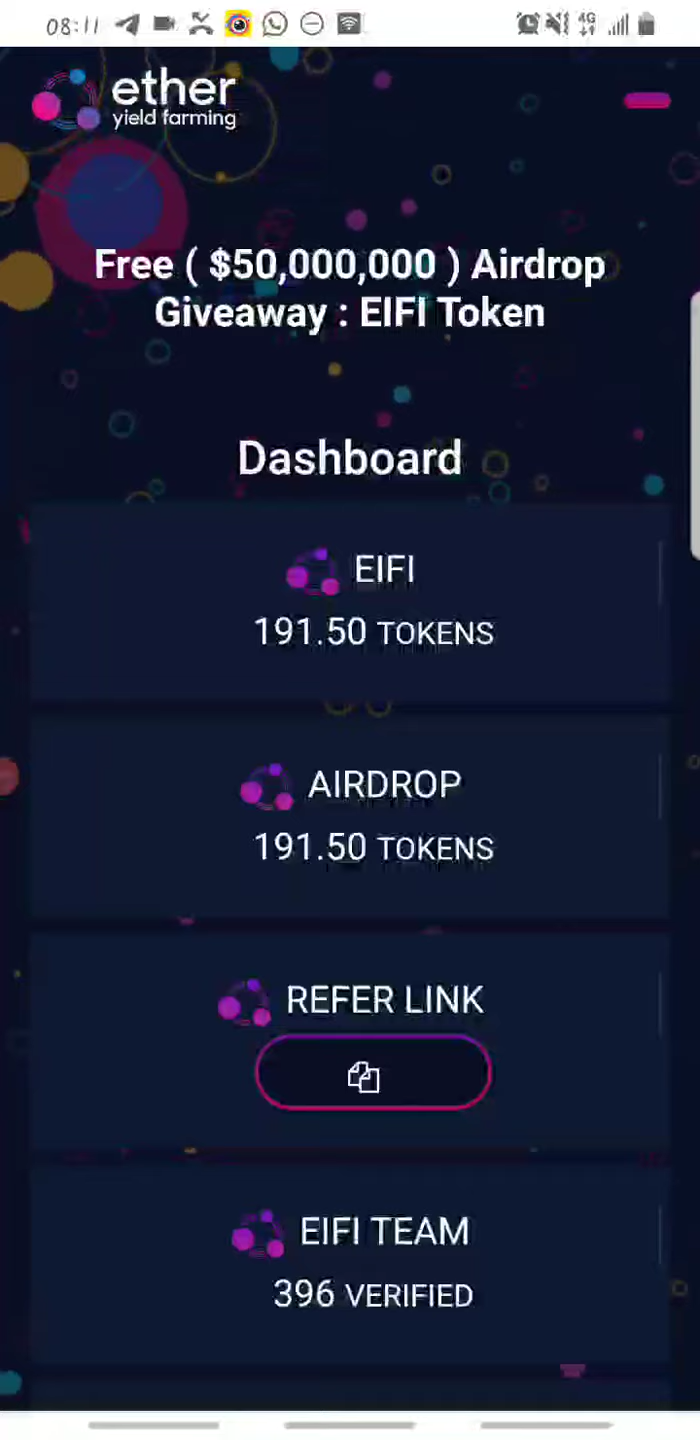 08:11
4G
ether
yield farming
Free ( $50,000,000 ) Airdrop
Giveaway : EIFI Token
Dashboard
EIFI
191.50 TOKENS
AIRDROP
191.50 TOKENS
REFER LINK
EIFI TEAM
396 VERIFIED